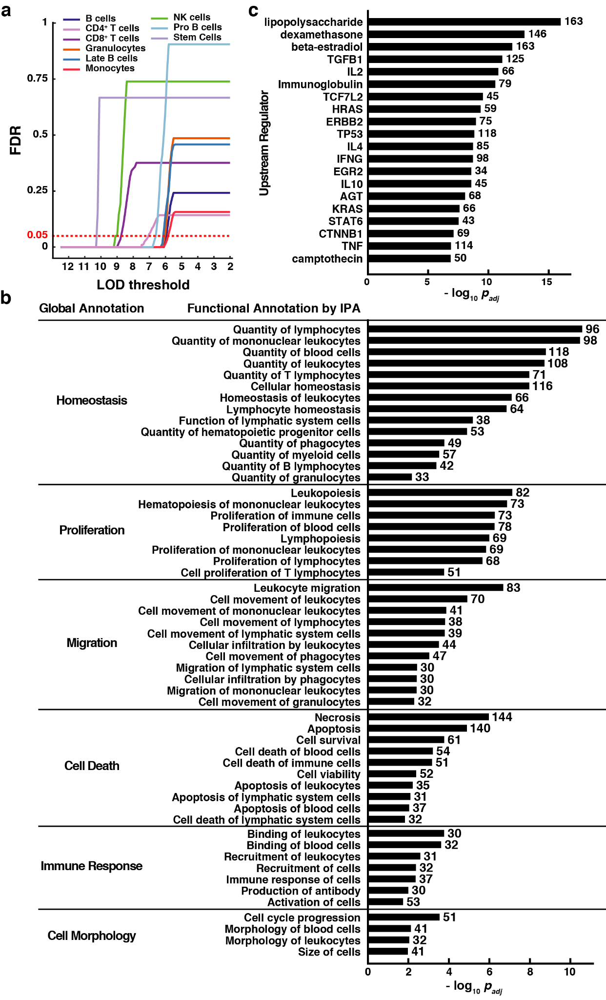 a
B cells
CD4+ T cells
CD8+ T cells
Granulocytes
Late B cells
Monocytes
NK cells
Pro B cells
Stem Cells
1
0.75
0.5
0.25
0.05
0
FDR
12 11 10 9 8 7 6 5 4 3 2
LOD threshold
c
Upstream Regulator
lipopolysaccharide 163
dexamethasone 146
beta-estradiol 163
TGFB1 125
IL2 66
Immunoglobulin 79
TCF7L2 45
HRAS 59
ERBB2 75
TP53 118
IL4 85
IFNG 98
EGR2 34
IL10 45
AGT 68
KRAS 66
STAT6 43
CTNNB1 69
TNF 114
camptothecin 50
0 5 10 15
- log10 padj
b
Global Annotation Functional Annotation by IPA
Homeostasis
Quantity of lymphocytes 96
Quantity of mononuclear leukocytes 98
Quantity of blood cells 118
Quantity of leukocytes 108
Quantity of T lymphocytes 71
Cellular homeostasis 116
Homeostasis of leukocytes 66
Lymphocyte homeostasis 64
Function of lymphatic system cells 38
Quantity of hematopoietic progenitor cells 53
Quantity of phagocytes 49
Quantity of myeloid cells 57
Quantity of B lymphocytes 42
Quantity of granulocytes 33
Proliferation
Leukopoiesis 82
Hematopoiesis of mononuclear leukocytes 73
Proliferation of immune cells 73
Proliferation of blood cells 78
Lymphopoiesis 69
Proliferation of mononuclear leukocytes 69
Proliferation of lymphocytes 68
Cell proliferation of T lymphocytes 51
Migration
Leukocyte migration 83
Cell movement of leukocytes 70
Cell movement of mononuclear leukocytes 41
Cell movement of lymphocytes 38
Cell movement of lymphatic system cells 39
Cellular infiltration by leukocytes 44
Cell movement of phagocytes 47
Migration of lymphatic system cells 30
Cellular infiltration by phagocytes 30
Migration of mononuclear leukocytes 30
Cell movement of granulocytes 32
Cell Death
Necrosis 144
Apoptosis 140
Cell survival 61
Cell death of blood cells 54
Cell death of immune cells 51
Cell viability 52
Apoptosis of leukocytes 35
Apoptosis of lymphatic system cells 31
Apoptosis of blood cells 37
Cell death of lymphatic system cells 32
Immune Response
Binding of leukocytes 30
Binding of blood cells 32
Recruitment of leukocytes 31
Recruitment of cells 32
Immune response of cells 37
Production of antibody 30
Activation of cells 53
Cell Morphology
Cell cycle progression 51
Morphology of blood cells 41
Morphology of leukocytes 32
Size of cells 41
0 2 4 6 8 10
- log10 padj